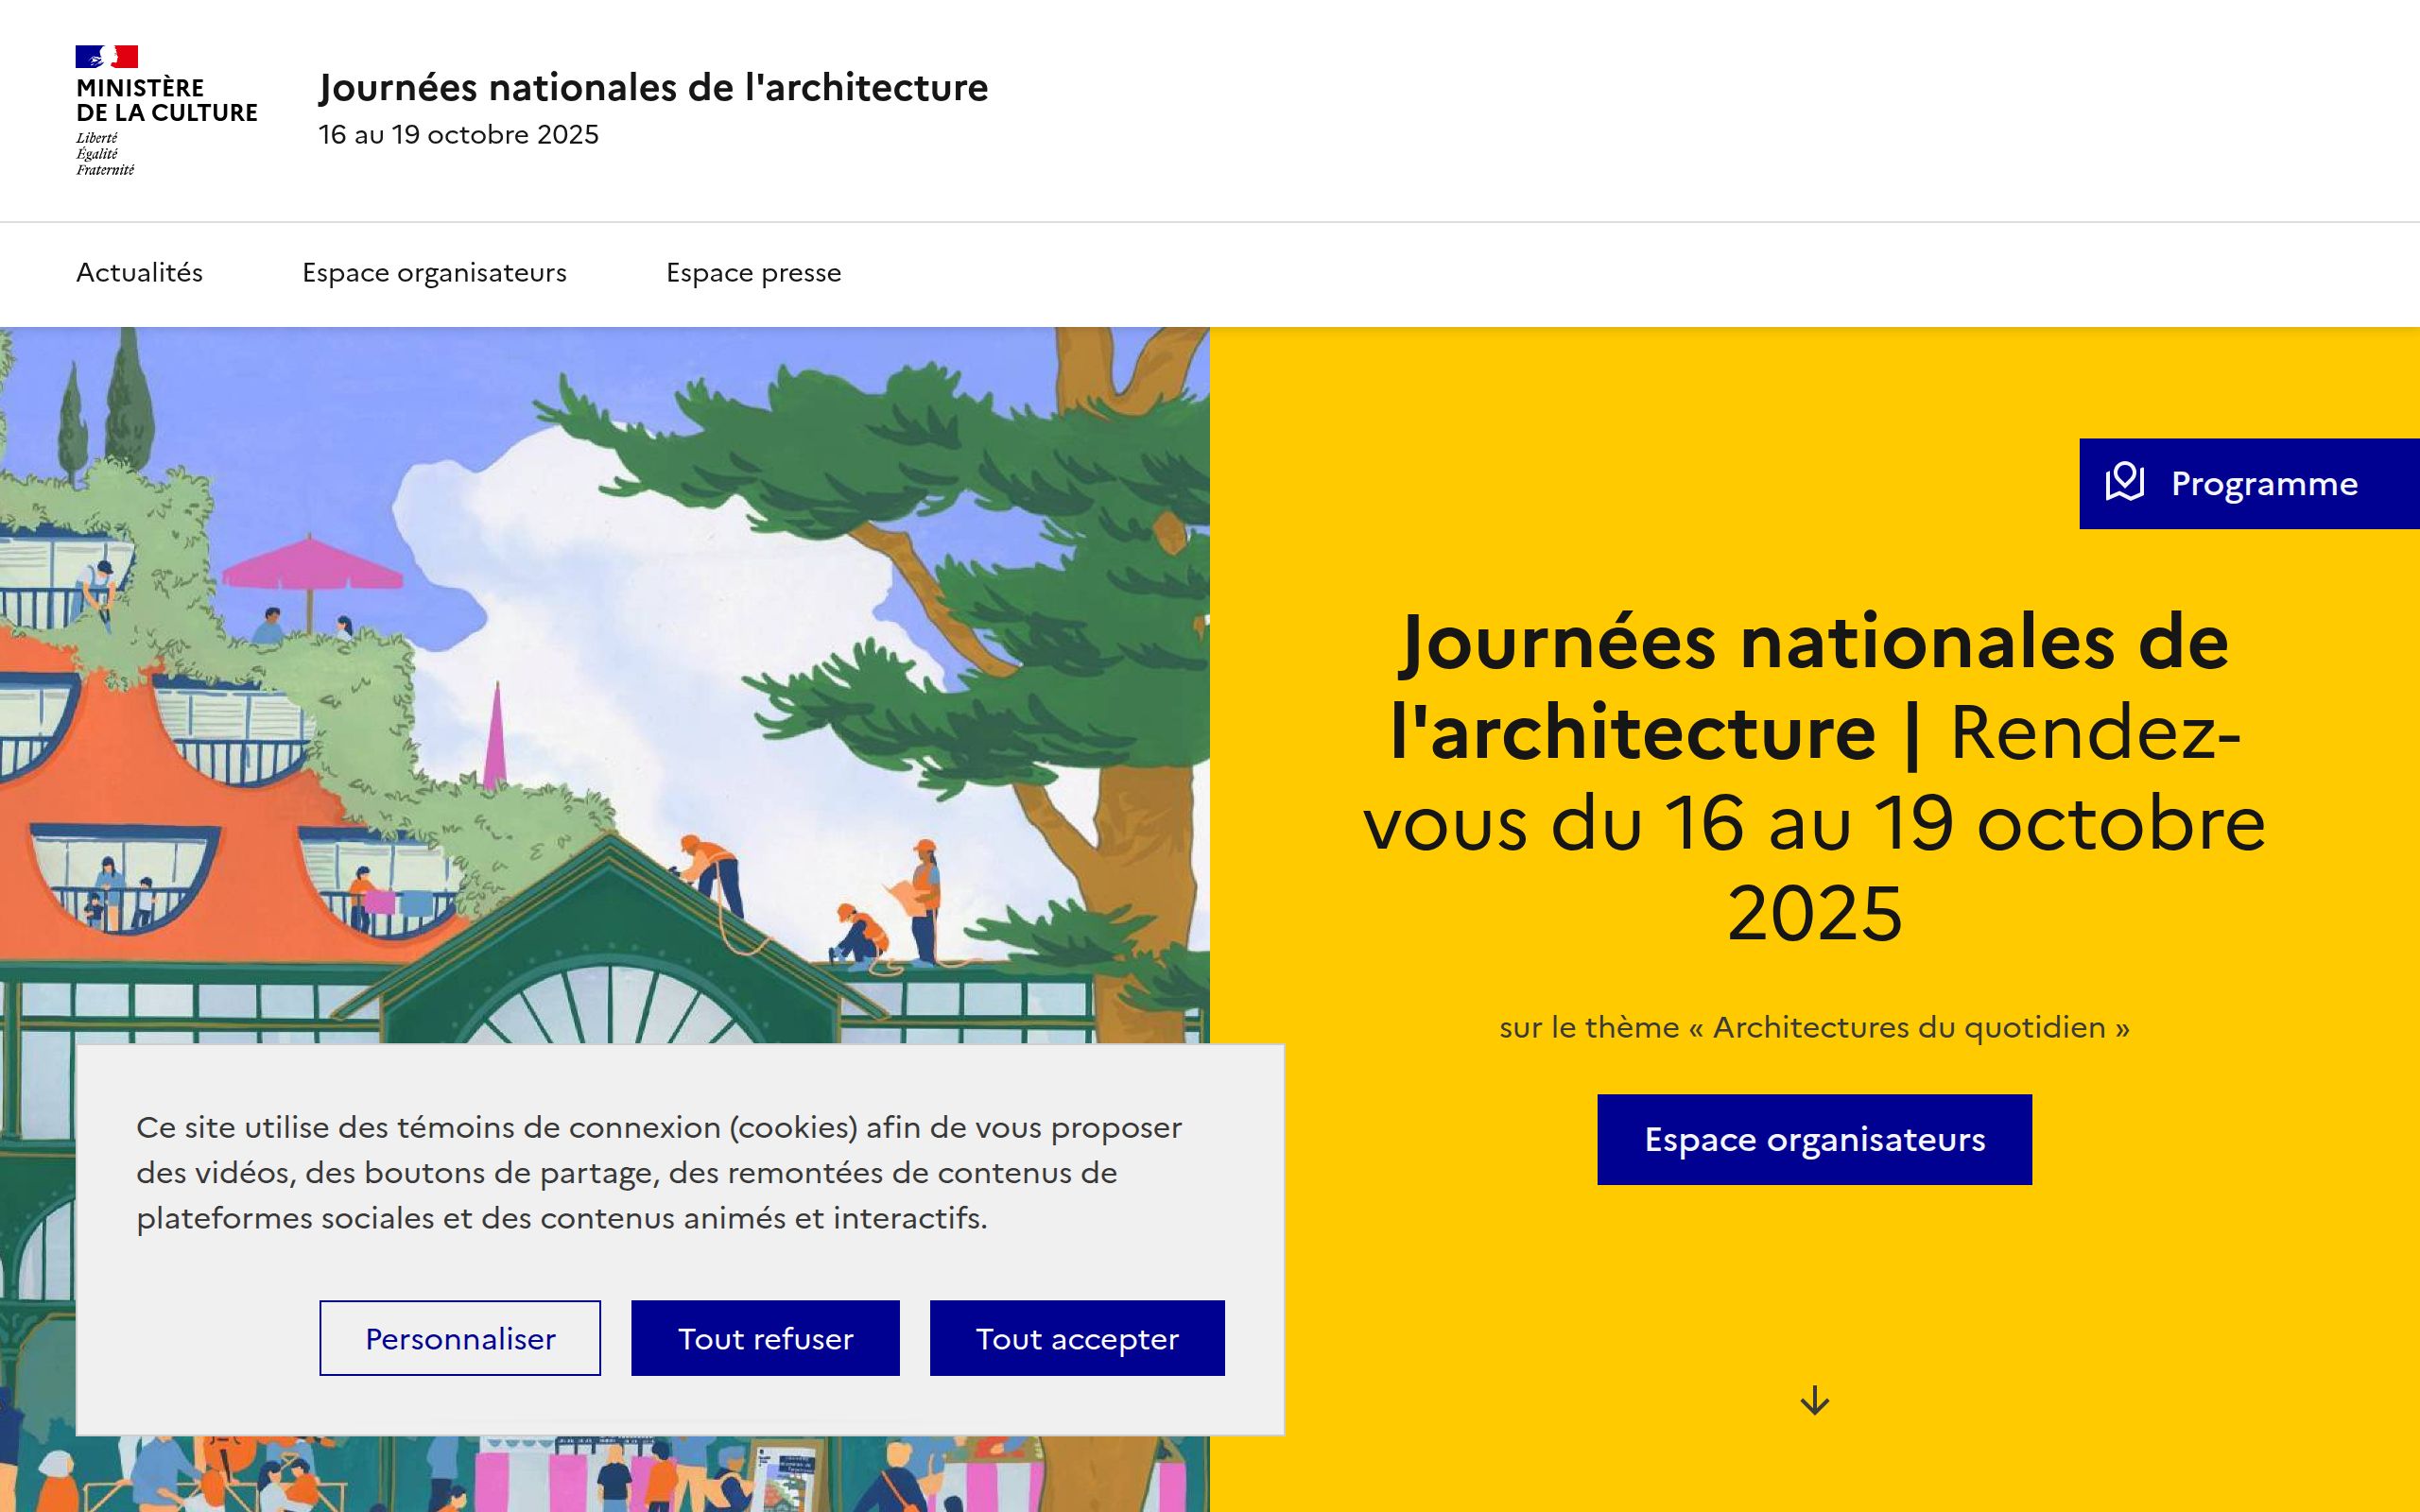 MINISTÈRE
DE LA CULTURE
Liberté
Égalité
Fraternité
Journées nationales de l'architecture
16 au 19 octobre 2025
Actualités
Espace organisateurs
Espace presse
Programme
Journées nationales de
l'architecture | Rendez-
vous du 16 au 19 octobre
2025
sur le thème « Architectures du quotidien »
Espace organisateurs
Ce site utilise des témoins de connexion (cookies) afin de vous proposer
des vidéos, des boutons de partage, des remontées de contenus de
plateformes sociales et des contenus animés et interactifs.
Personnaliser
Tout refuser
Tout accepter